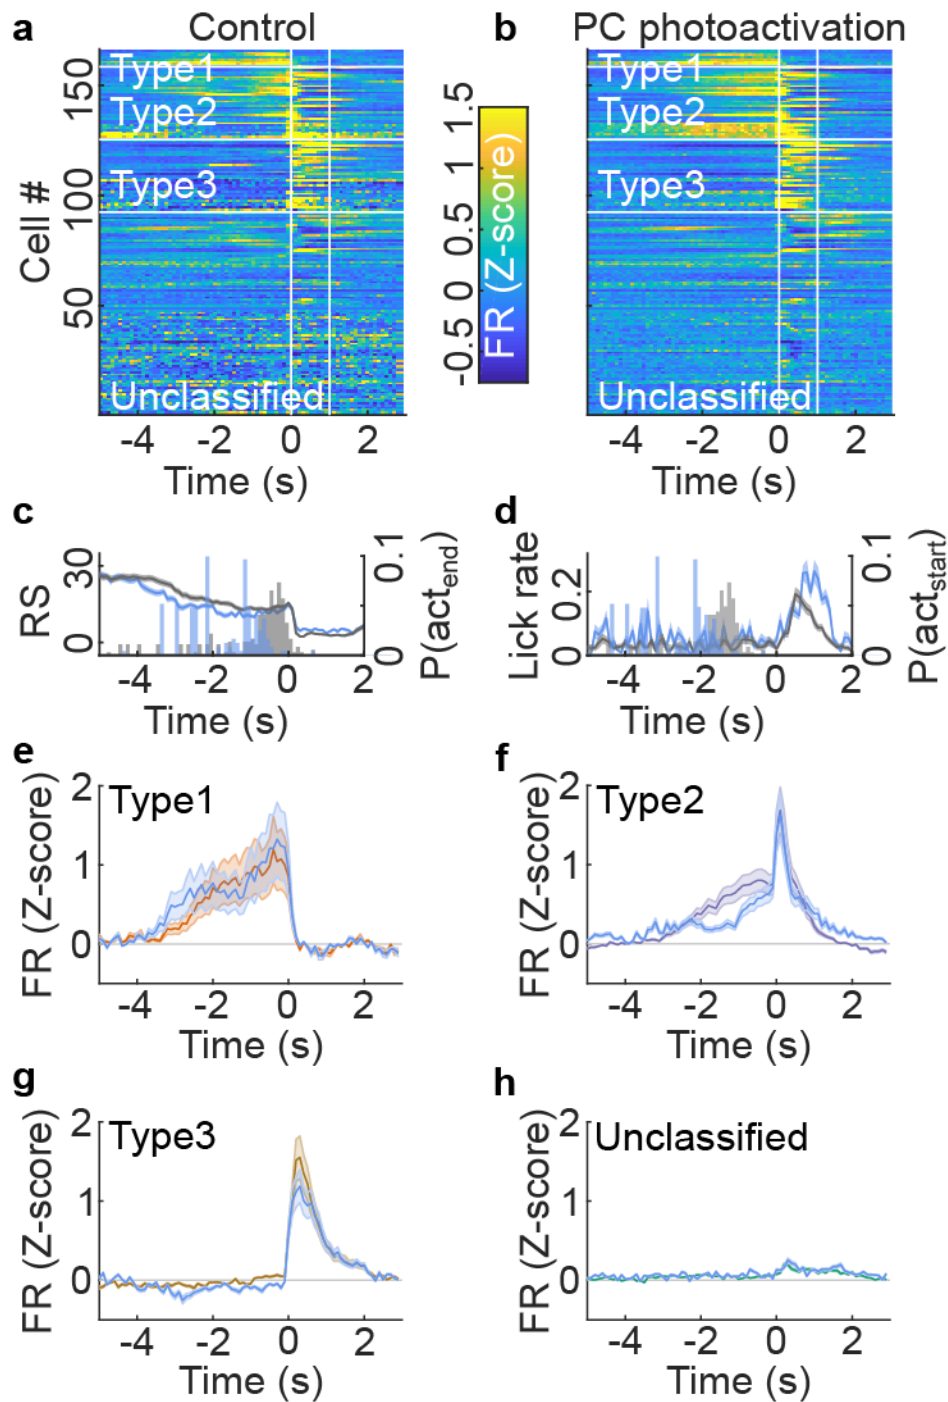 a Control
b PC photoactivation
Cell #
150
100
50
Type1
Type2
Type3
Unclassified
-4 -2 0 2
Time (s)
FR (Z-score)
-0.5 0 0.5 1 1.5
Type1
Type2
Type3
Unclassified
-4 -2 0 2
Time (s)
c
RS
30
0
0.1
0
P(act_end)
-4 -2 0 2
Time (s)
d
Lick rate
0.2
0
0.1
0
P(act_start)
-4 -2 0 2
Time (s)
e
Type1
FR (Z-score)
2
1
0
-4 -2 0 2
Time (s)
f
Type2
FR (Z-score)
2
1
0
-4 -2 0 2
Time (s)
g
Type3
FR (Z-score)
2
1
0
-4 -2 0 2
Time (s)
h
Unclassified
FR (Z-score)
2
1
0
-4 -2 0 2
Time (s)